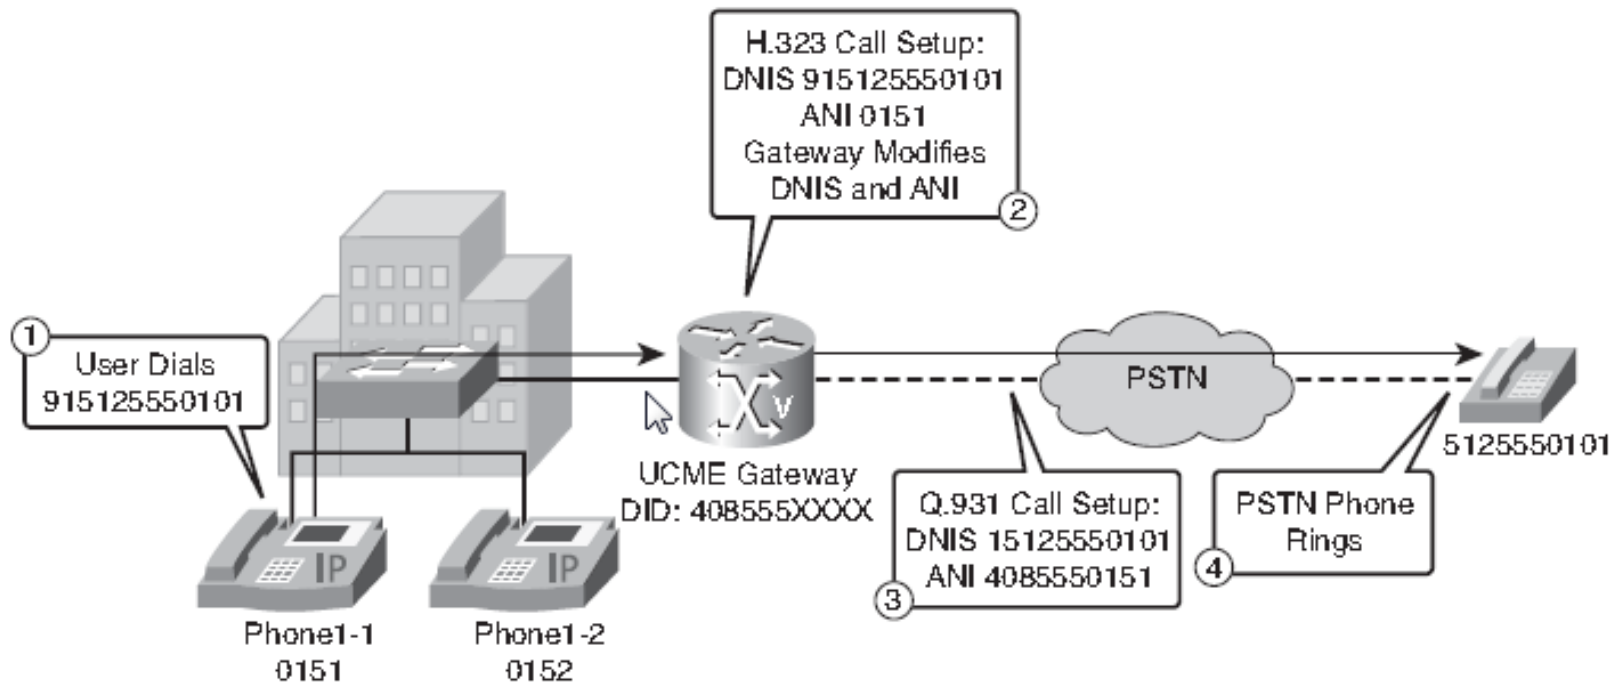 H.323 Call Setup:
DNIS 915125550101
ANI 0151
Gateway Modifies
DNIS and ANI
2
1
User Dials
915125550101
PSTN
V
5125550101
UCME Gateway
DID: 408555XXXX
Q.931 Call Setup:
DNIS 15125550101
ANI 4085550151
3
PSTN Phone
Rings
4
IP
IP
Phone1-1
0151
Phone1-2
0152